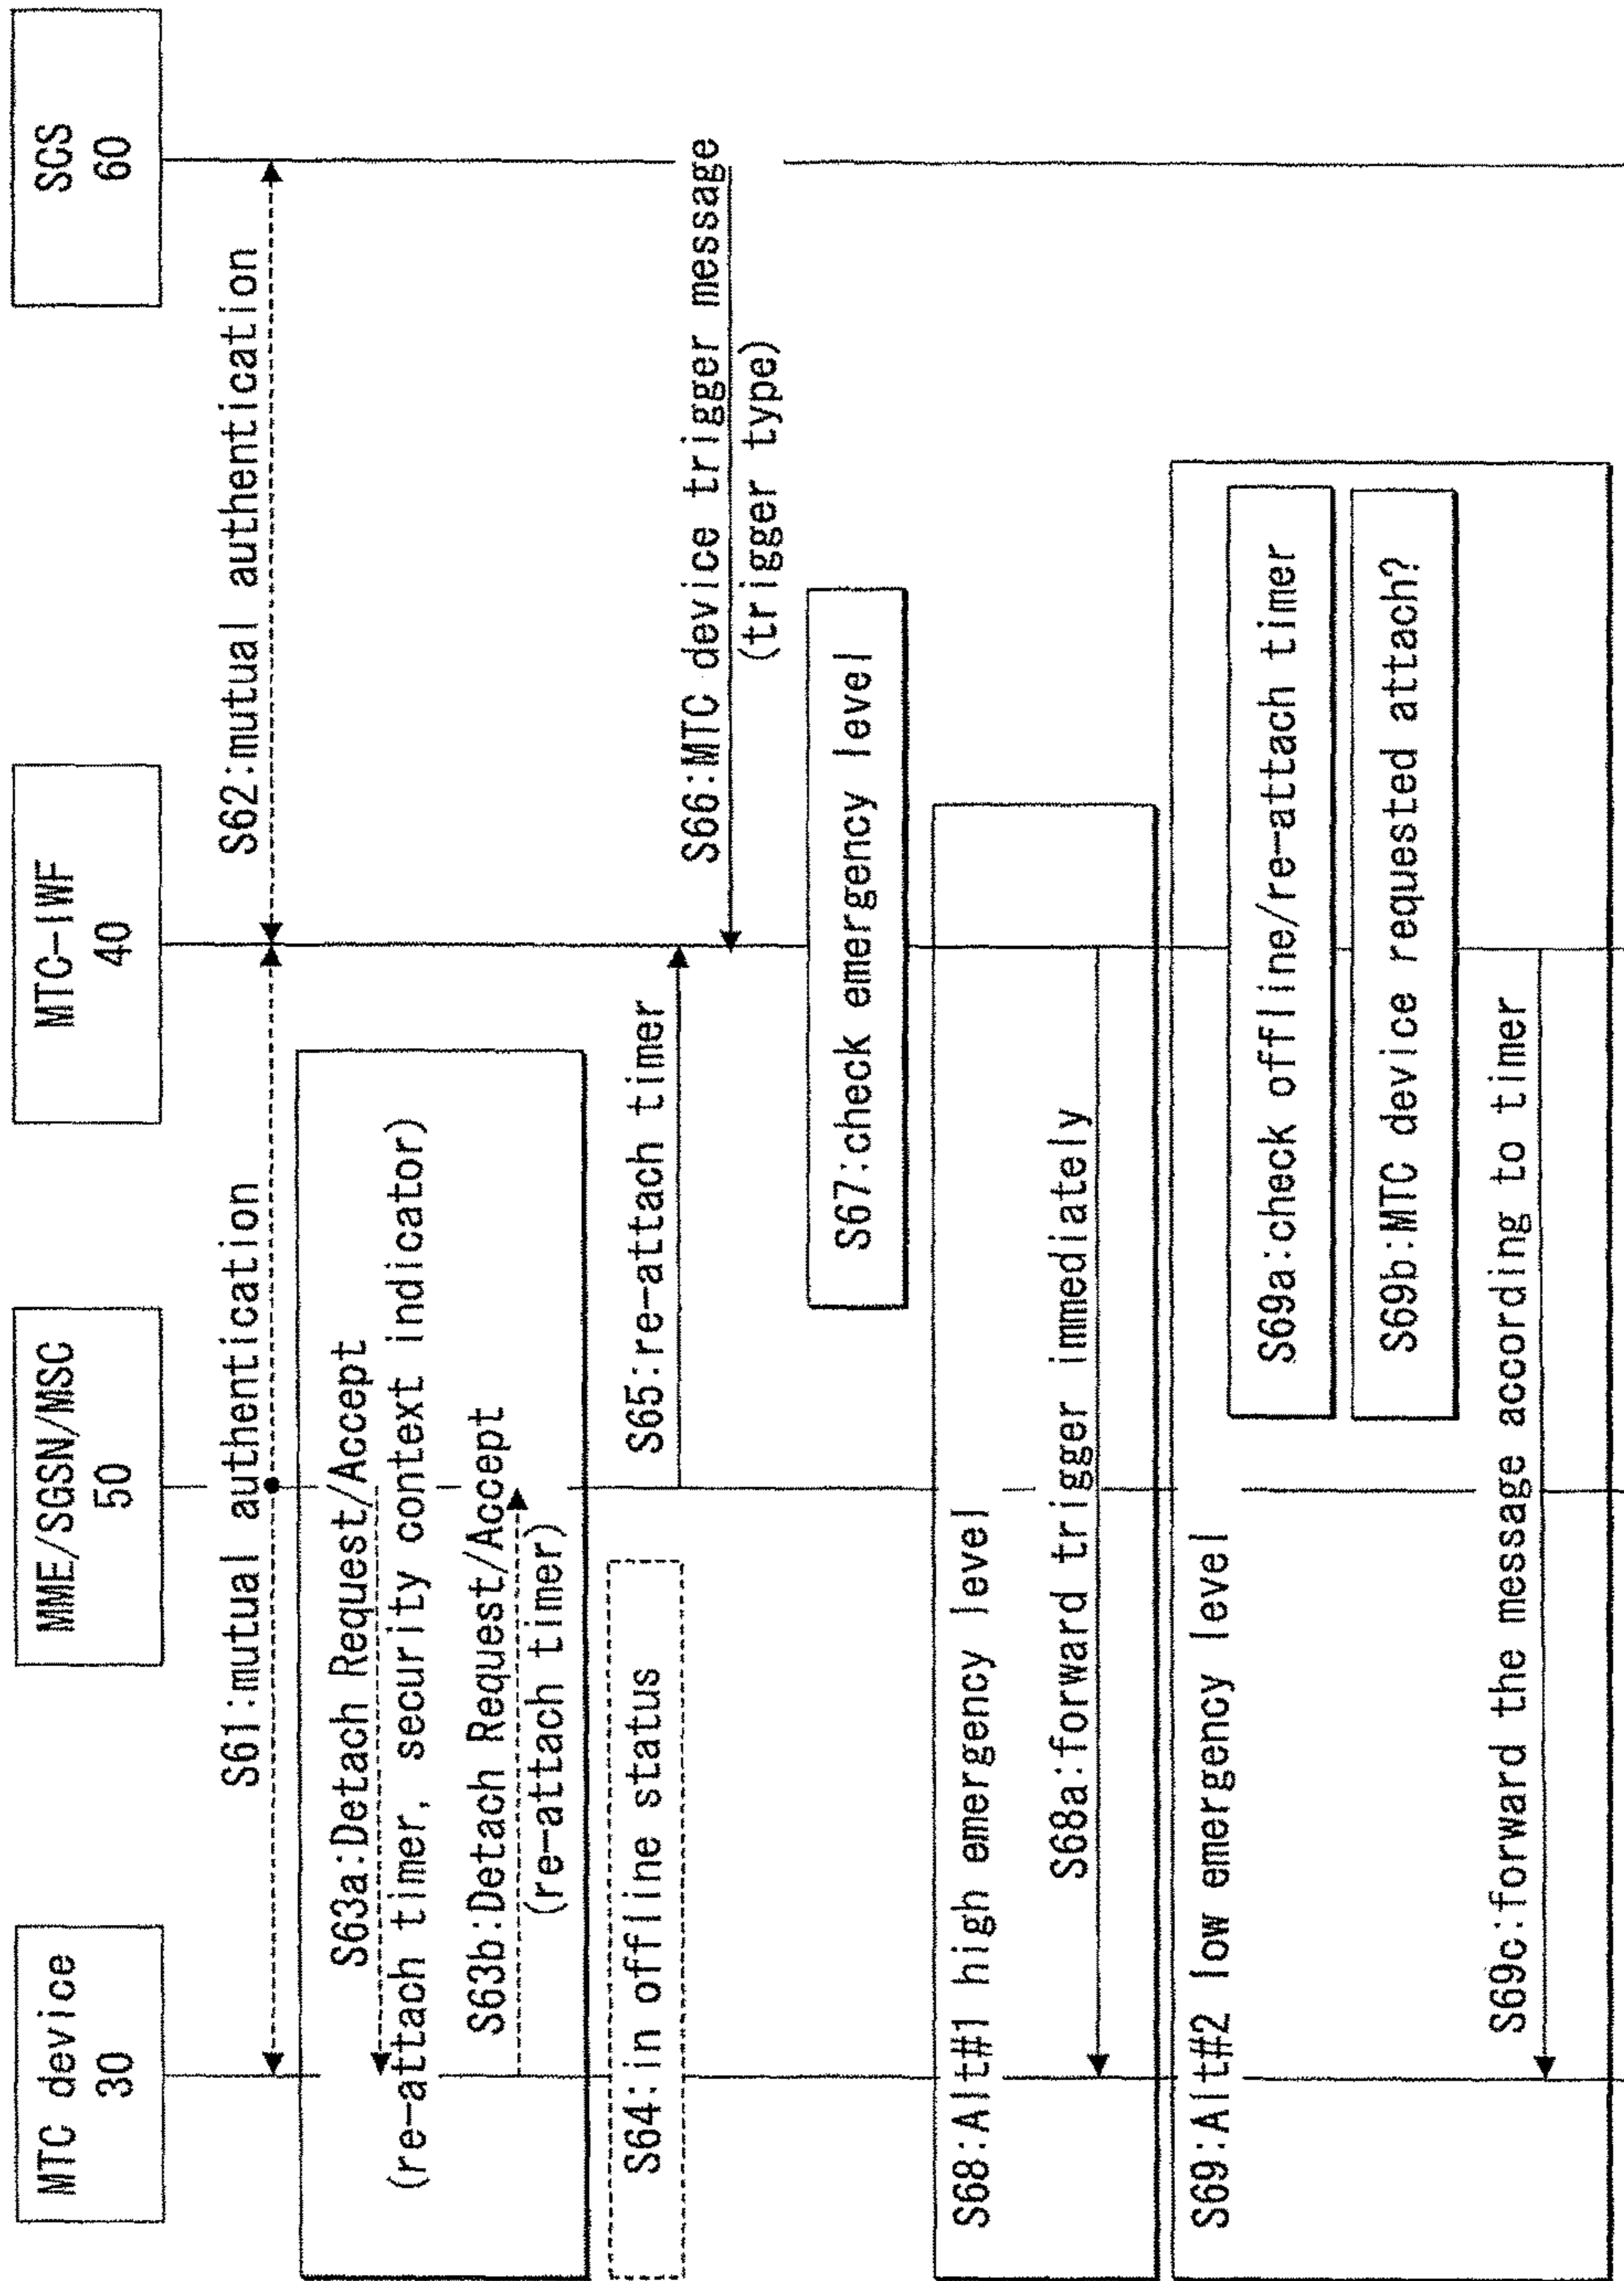 MTC device
30
MME/SGSN/MSC
50
MTC-IWF
40
SCS
60
S61:mutual authentication
S62:mutual authentication
S63a:Detach Request/Accept
(re-attach timer, security context indicator)
S63b:Detach Request/Accept
(re-attach timer)
S64:in offline status
S65:re-attach timer
S66:MTC device trigger message
(trigger type)
S67:check emergency level
S68:Alt#1 high emergency level
S68a:forward trigger immediately
S69:Alt#2 low emergency level
S69a:check offline/re-attach timer
S69b:MTC device requested attach?
S69c:forward the message according to timer